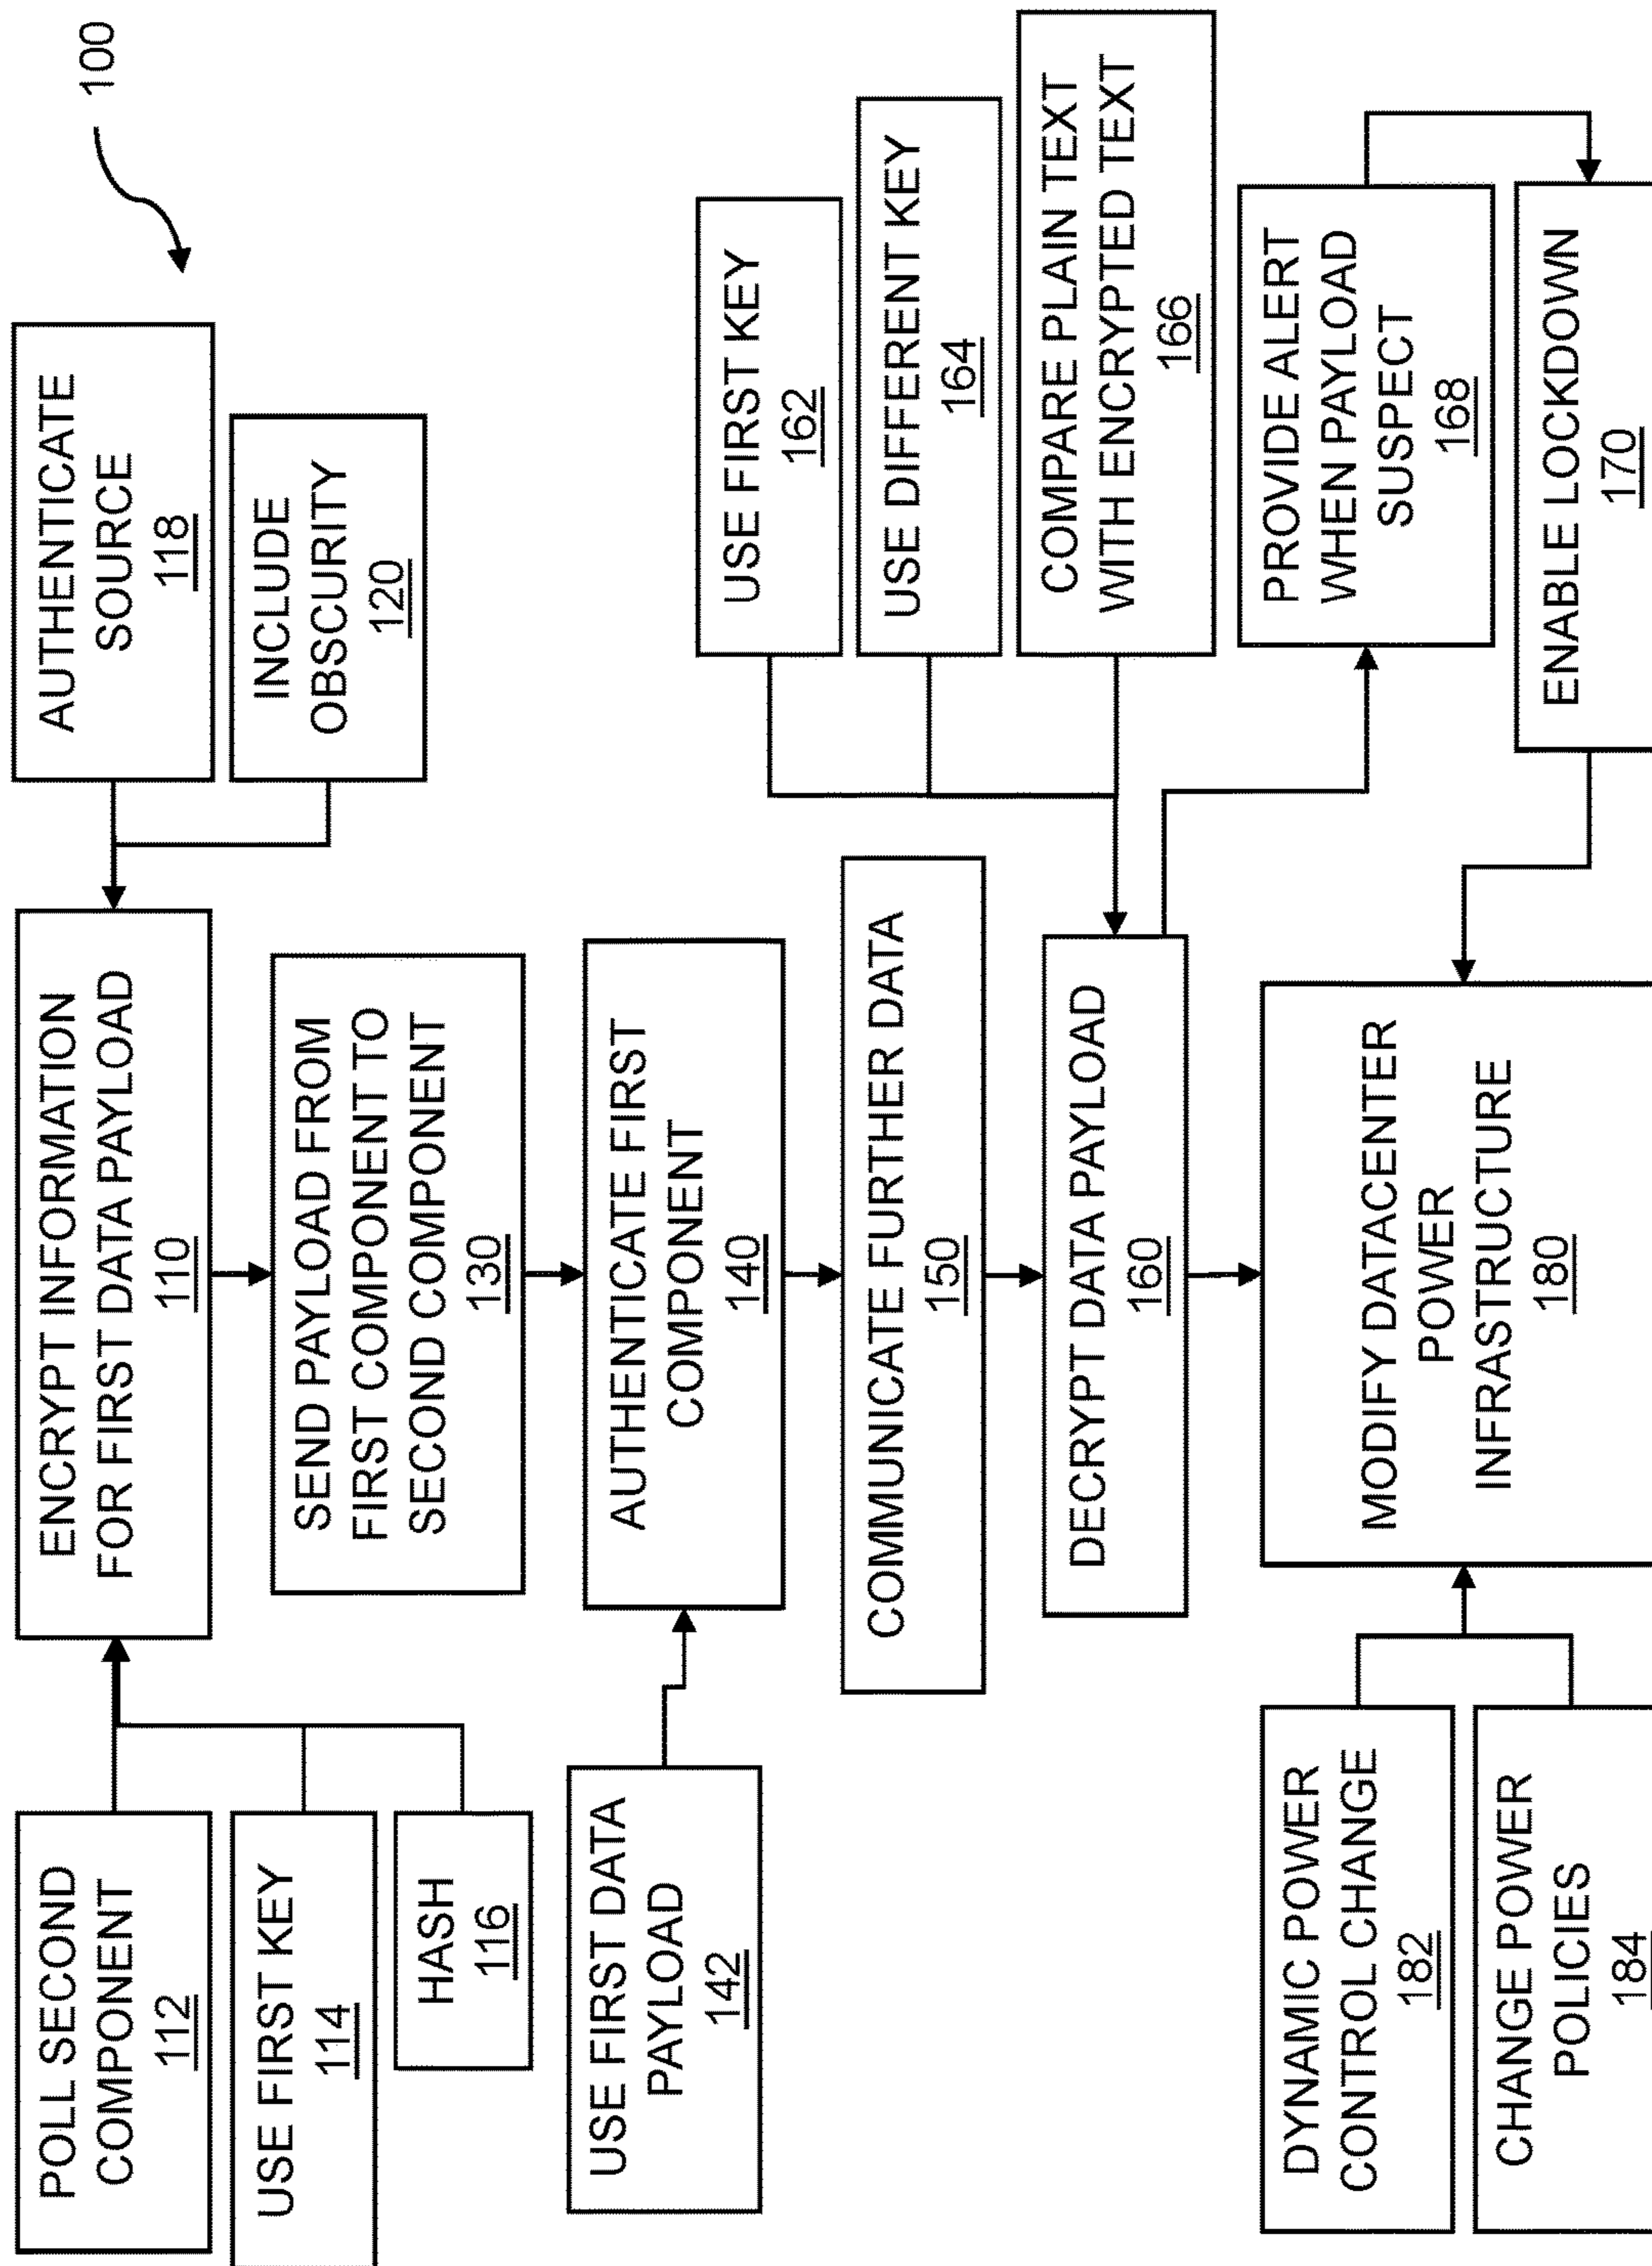 100
POLL SECOND
COMPONENT
112
USE FIRST KEY
114
HASH
116
ENCRYPT INFORMATION
FOR FIRST DATA PAYLOAD
110
AUTHENTICATE
SOURCE
118
INCLUDE
OBSCURITY
120
SEND PAYLOAD FROM
FIRST COMPONENT TO
SECOND COMPONENT
130
USE FIRST DATA
PAYLOAD
142
AUTHENTICATE FIRST
COMPONENT
140
COMMUNICATE FURTHER DATA
150
USE FIRST KEY
162
USE DIFFERENT KEY
164
COMPARE PLAIN TEXT
WITH ENCRYPTED TEXT
166
DECRYPT DATA PAYLOAD
160
PROVIDE ALERT
WHEN PAYLOAD
SUSPECT
168
DYNAMIC POWER
CONTROL CHANGE
182
CHANGE POWER
POLICIES
184
MODIFY DATACENTER
POWER
INFRASTRUCTURE
180
ENABLE LOCKDOWN
170